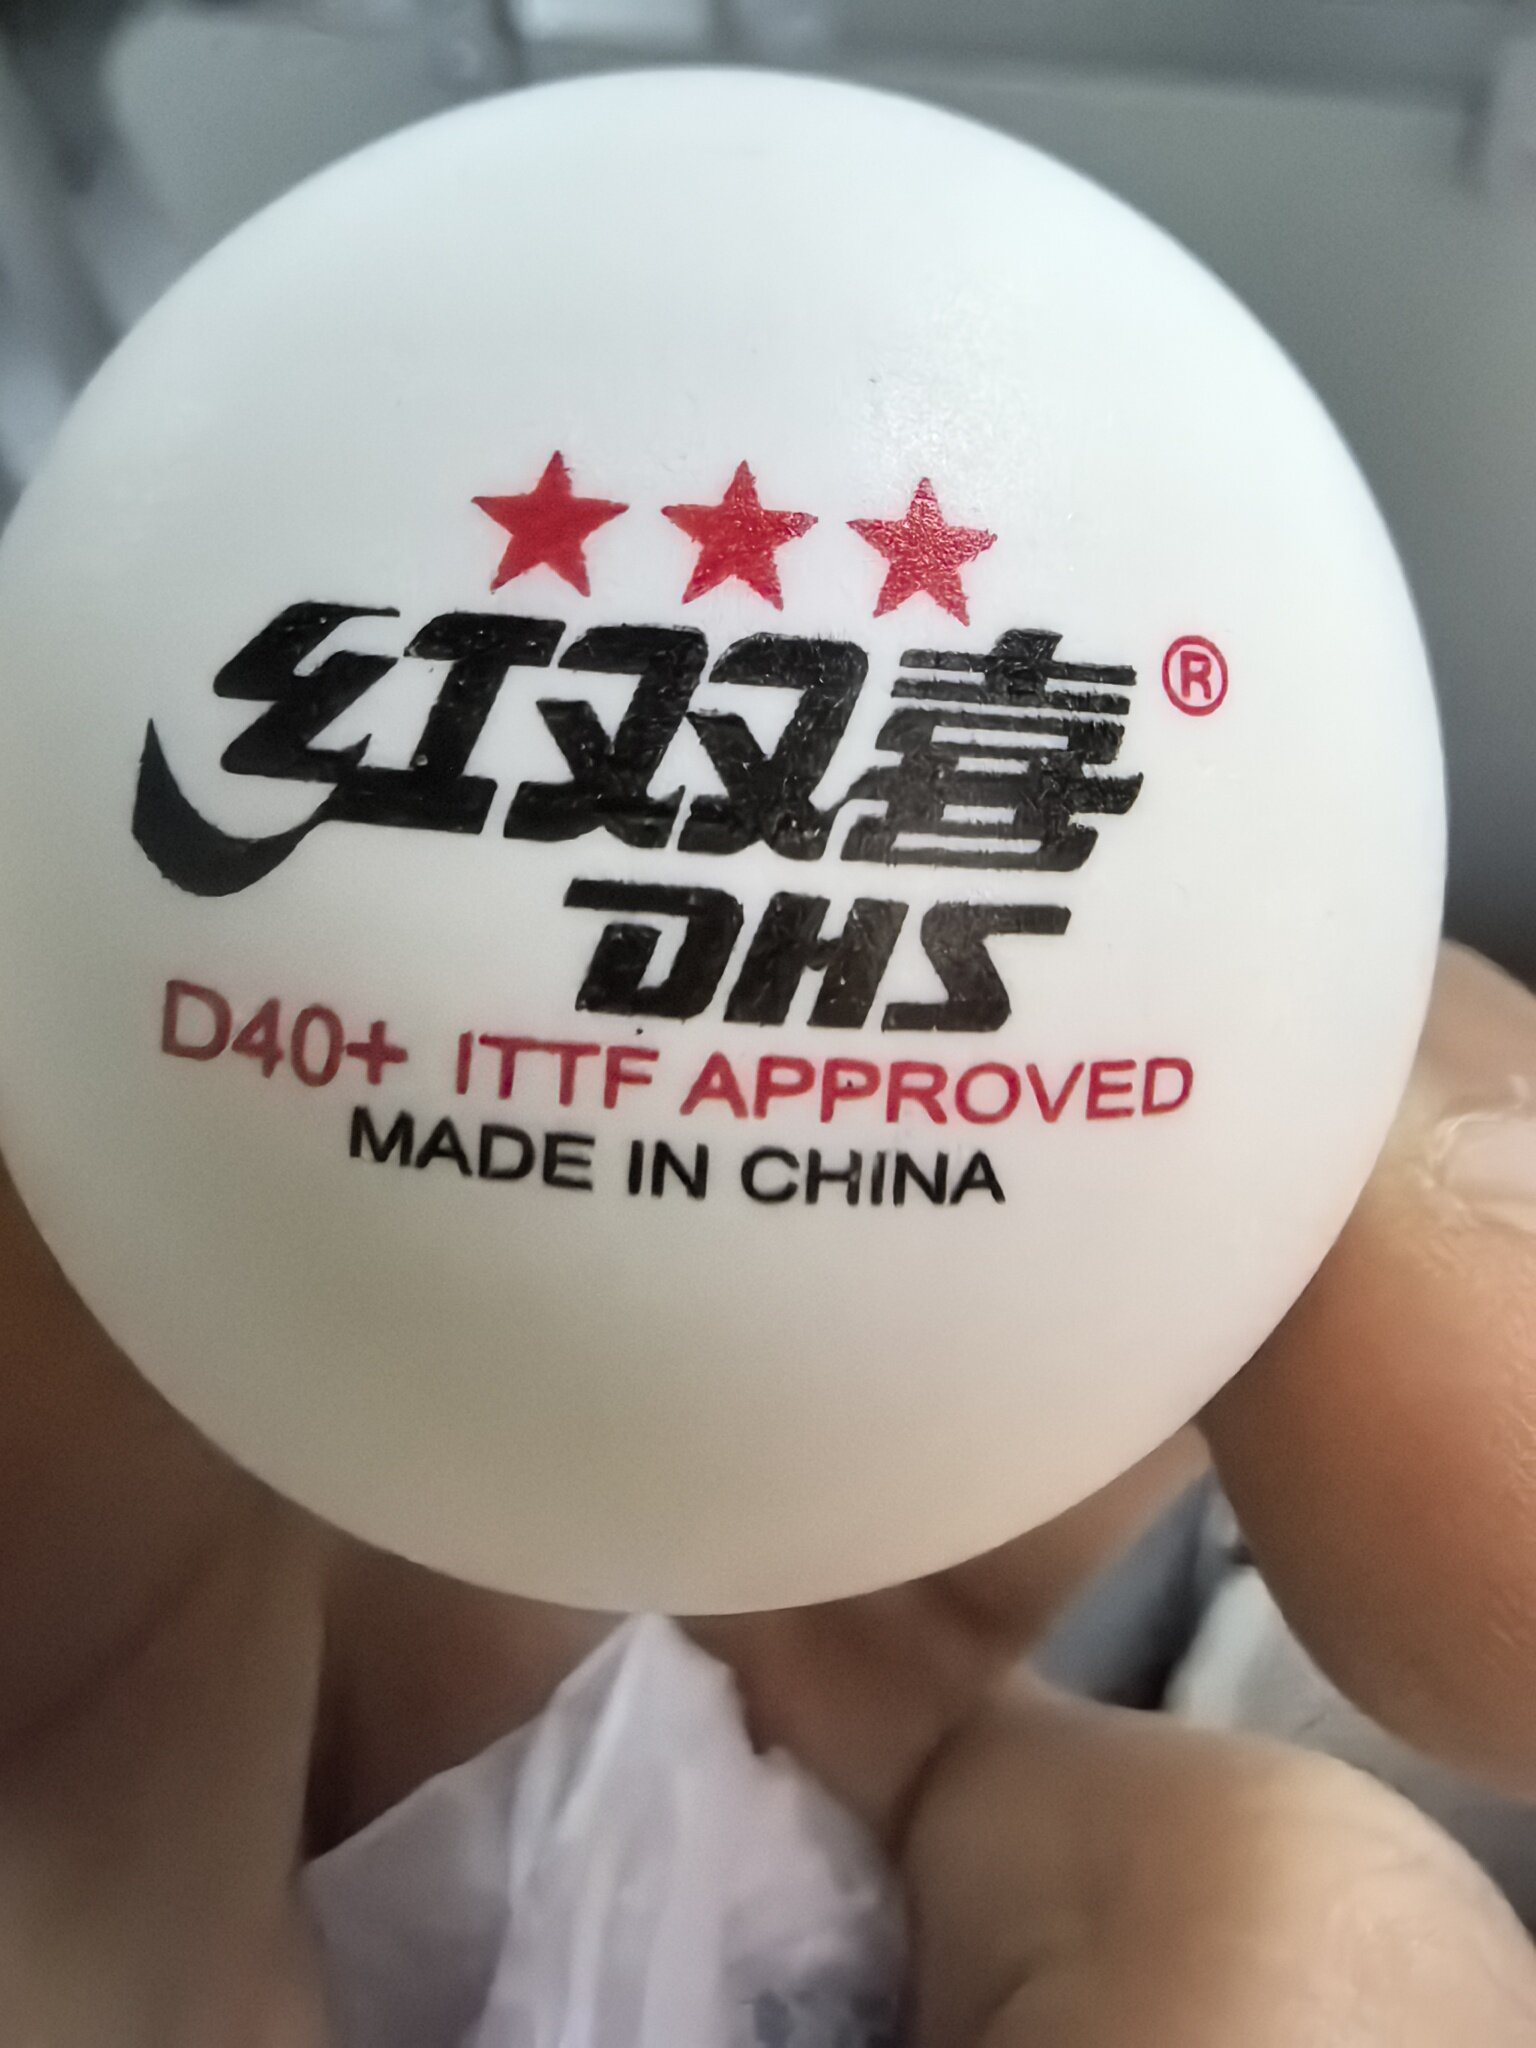 红双喜®
DHS
D40+ ITTF APPROVED
MADE IN CHINA